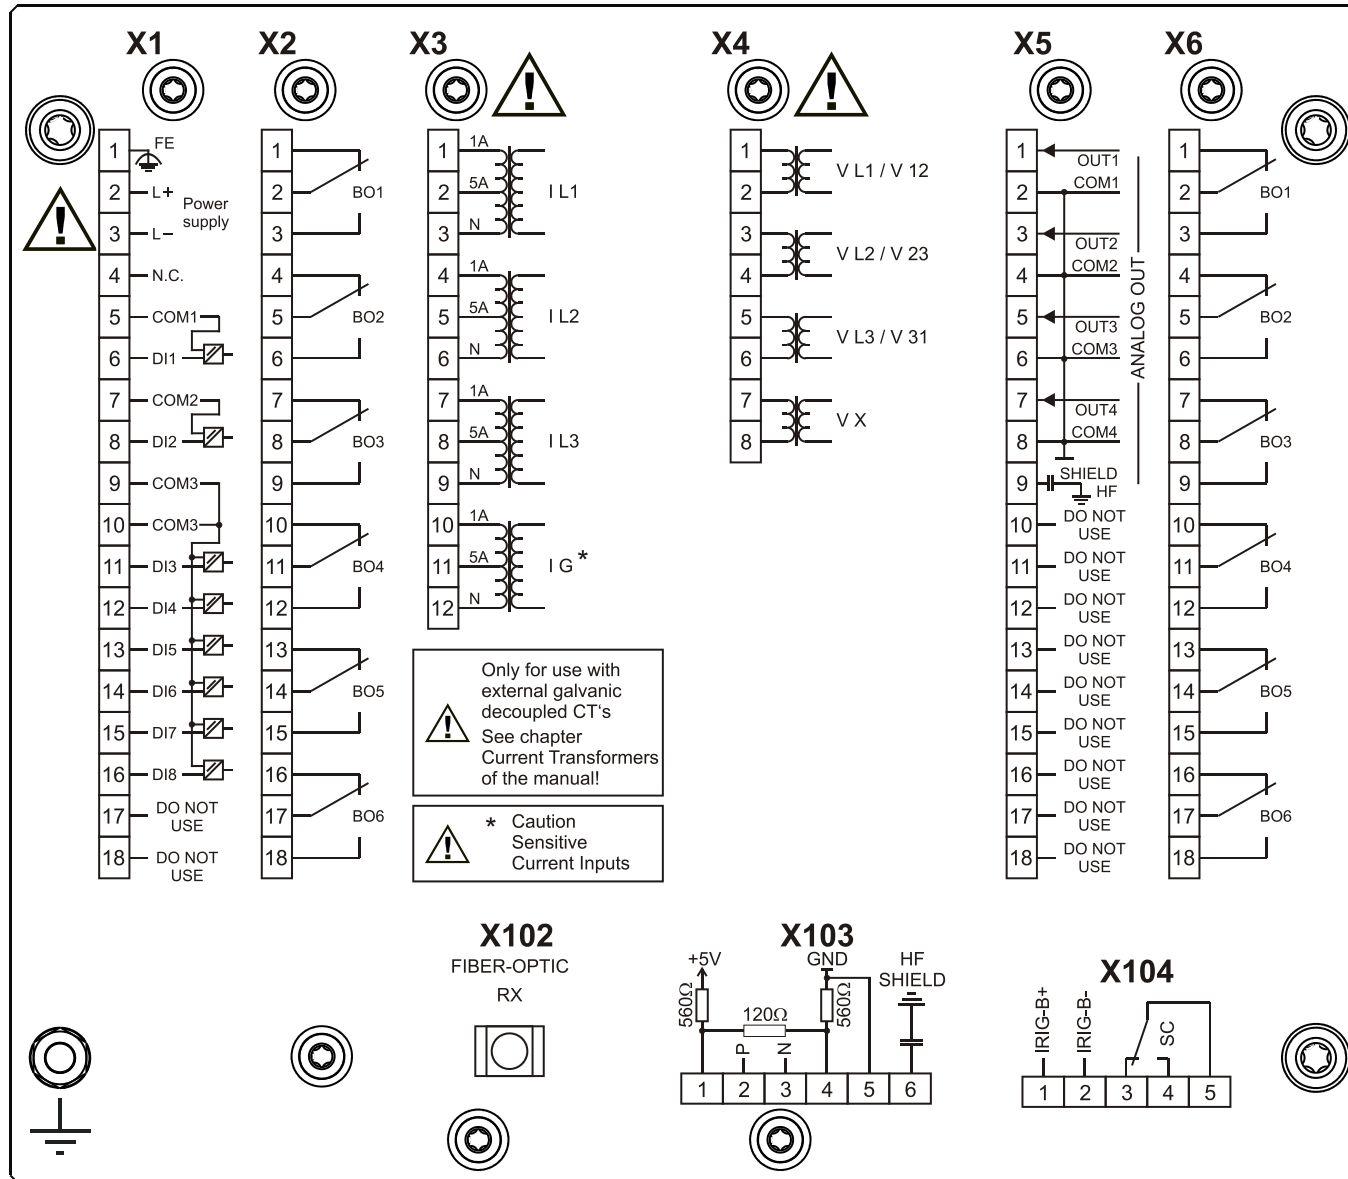 X1
X2
X3
X4
X5
X6
1 FE
2 L+
Power
supply
3 L-
4 N.C.
5 COM1
6 DI1
7 COM2
8 DI2
9 COM3
10 COM3
11 DI3
12 DI4
13 DI5
14 DI6
15 DI7
16 DI8
17 DO NOT
USE
18 DO NOT
USE
1
2 BO1
3
4
5 BO2
6
7
8 BO3
9
10
11 BO4
12
13
14 BO5
15
16
17 BO6
18
1 1A
2 5A I L1
3 N
4 1A
5 5A I L2
6 N
7 1A
8 5A I L3
9 N
10 1A
11 5A I G *
12 N
Only for use with
external galvanic
decoupled CT's
See chapter
Current Transformers
of the manual!
* Caution
Sensitive
Current Inputs
1
V L1 / V 12
2
3
V L2 / V 23
4
5
V L3 / V 31
6
7
V X
8
1 OUT1
2 COM1
3 OUT2
4 COM2
5 OUT3
6 COM3
7 OUT4
8 COM4
9 SHIELD
HF
ANALOG OUT
10 DO NOT
USE
11 DO NOT
USE
12 DO NOT
USE
13 DO NOT
USE
14 DO NOT
USE
15 DO NOT
USE
16 DO NOT
USE
17 DO NOT
USE
18 DO NOT
USE
1
2 BO1
3
4
5 BO2
6
7
8 BO3
9
10
11 BO4
12
13
14 BO5
15
16
17 BO6
18
X102
FIBER-OPTIC
RX
X103
+5V
GND
HF
SHIELD
560Ω
120Ω
560Ω
P
N
1 2 3 4 5 6
X104
IRIG-B+
IRIG-B-
SC
1 2 3 4 5